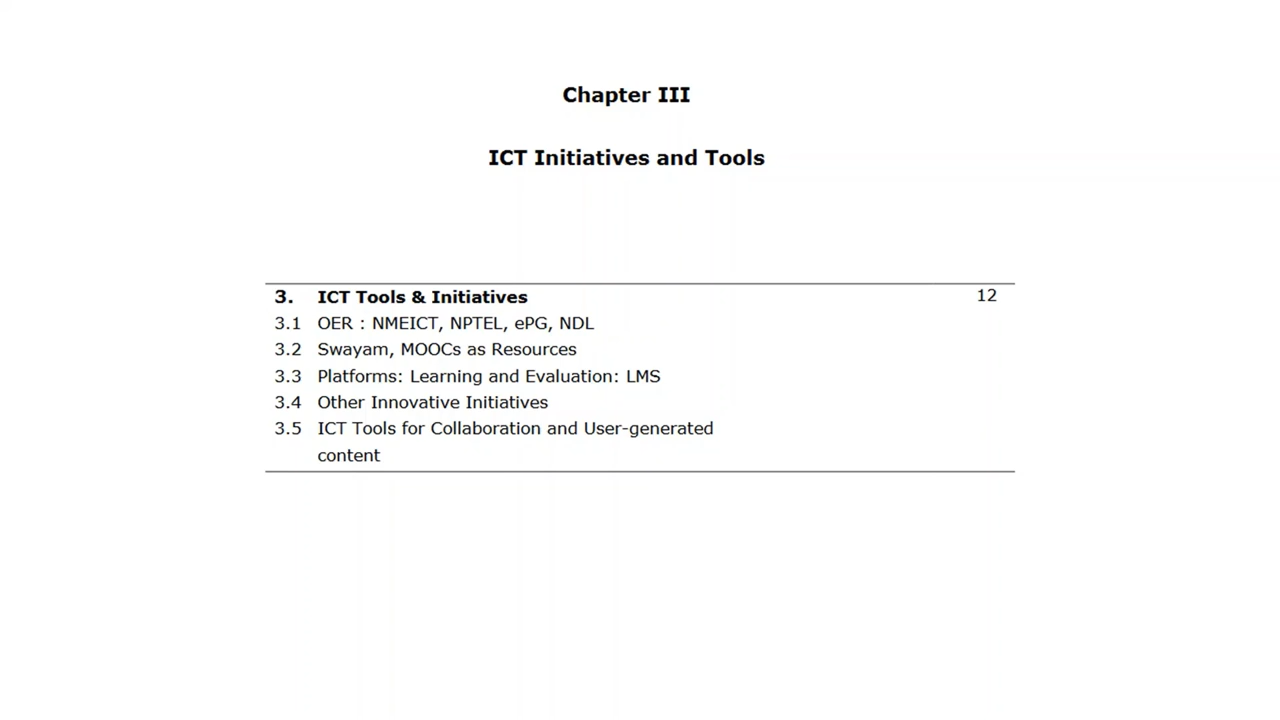 Chapter III
ICT Initiatives and Tools
3. ICT Tools & Initiatives 12
3.1 OER : NMEICT, NPTEL, ePG, NDL
3.2 Swayam, MOOCs as Resources
3.3 Platforms: Learning and Evaluation: LMS
3.4 Other Innovative Initiatives
3.5 ICT Tools for Collaboration and User-generated
content